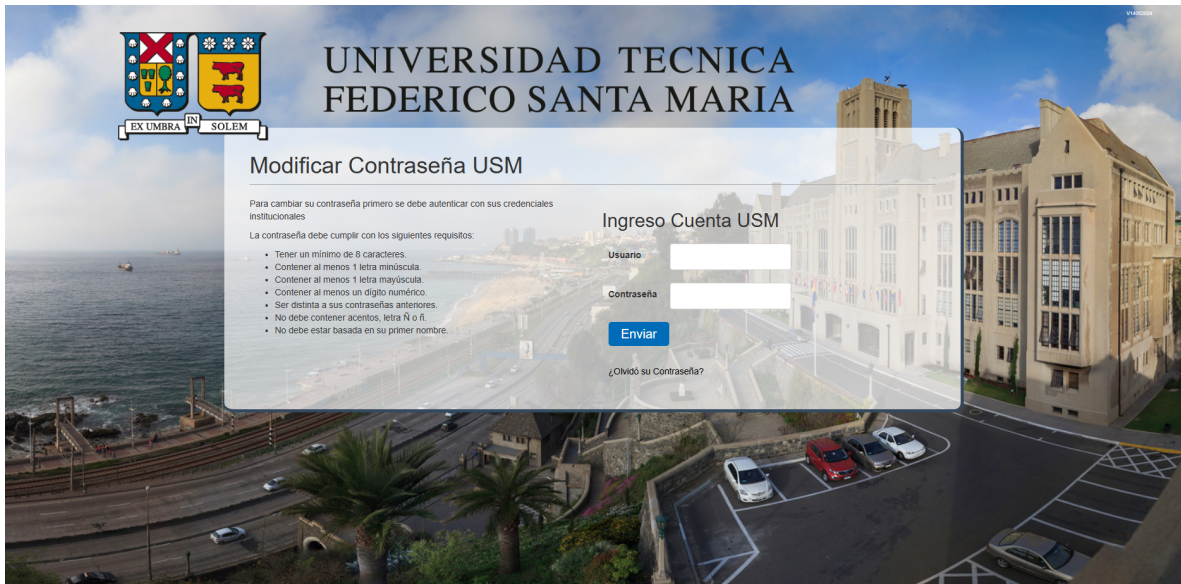 V14052024
UNIVERSIDAD TECNICA
FEDERICO SANTA MARIA
EX UMBRA IN SOLEM
Modificar Contraseña USM
Para cambiar su contraseña primero se debe autenticar con sus credenciales
institucionales
La contraseña debe cumplir con los siguientes requisitos:
• Tener un mínimo de 8 caracteres.
• Contener al menos 1 letra minúscula.
• Contener al menos 1 letra mayúscula.
• Contener al menos un dígito numérico.
• Ser distinta a sus contraseñas anteriores.
• No debe contener acentos, letra Ñ o ñ.
• No debe estar basada en su primer nombre.
Ingreso Cuenta USM
Usuario
Contraseña
Enviar
¿Olvidó su Contraseña?